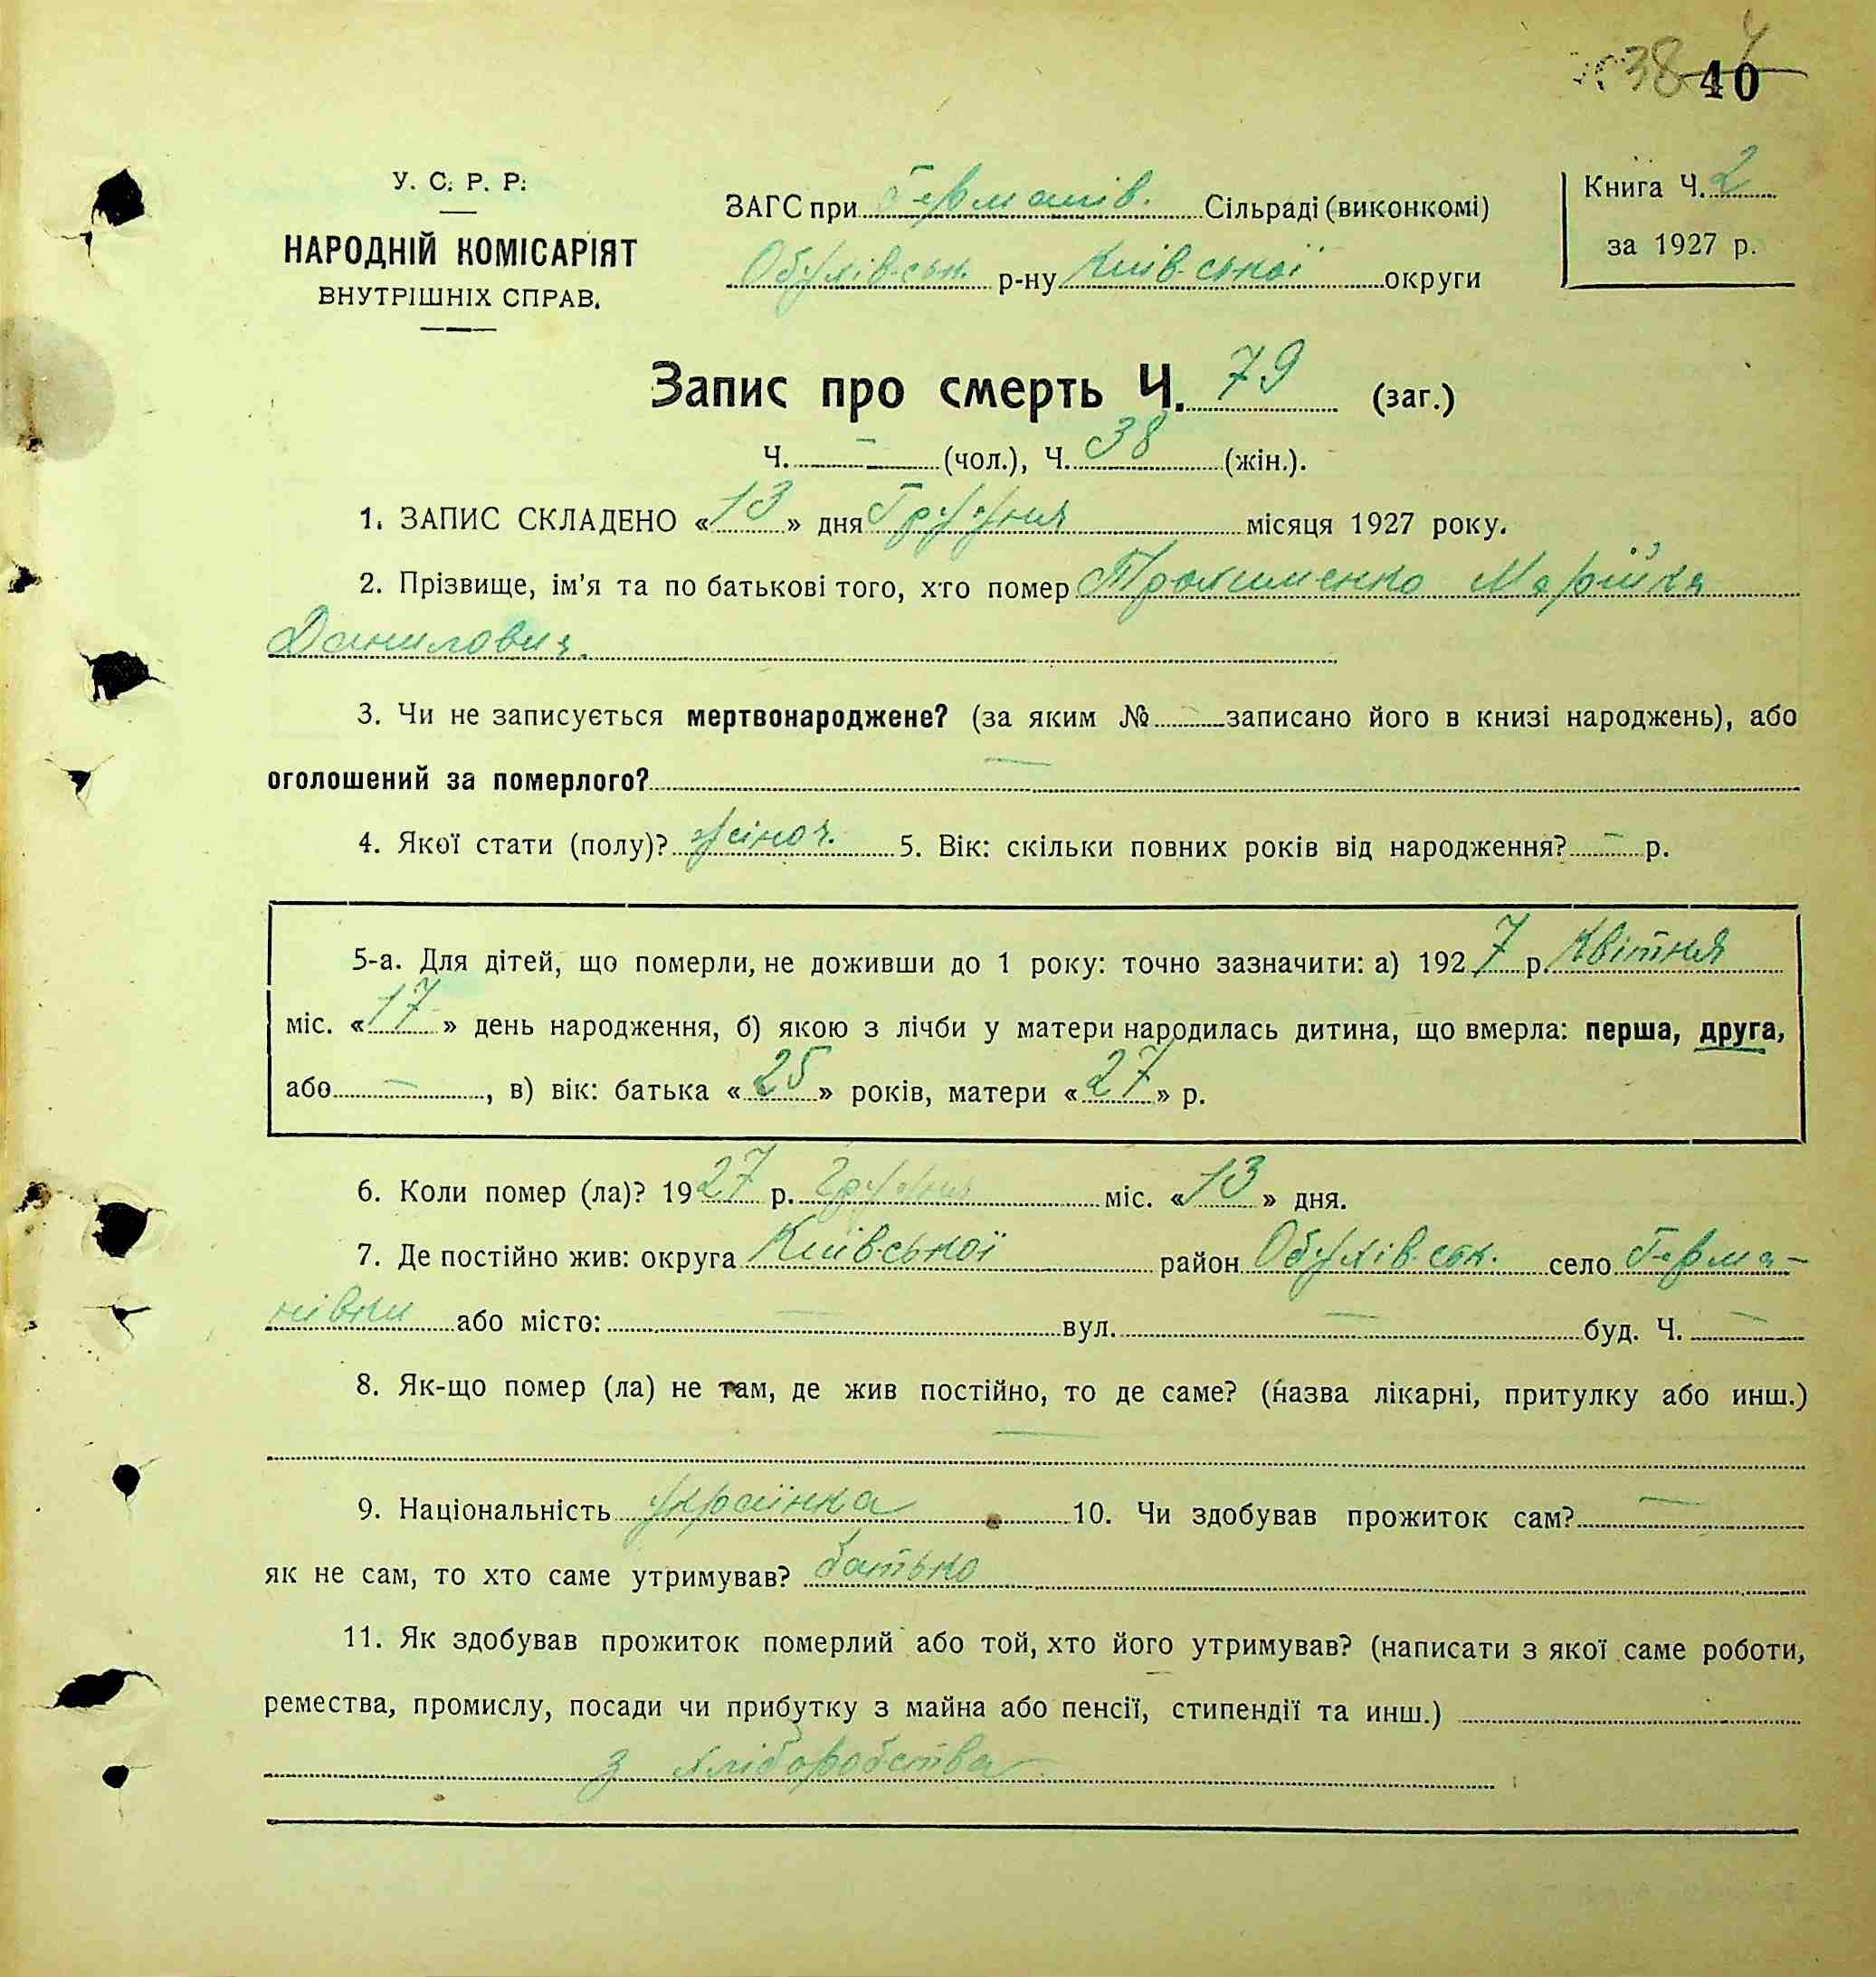 38 40
У. С. Р. Р.
НАРОДНІЙ КОМІСАРІЯТ
ВНУТРІШНІХ СПРАВ.
ЗАГС при Германів. Сільраді (виконкомі)
Обухівськ. р-ну Київської округи
Книга Ч. 2
за 1927 р.
Запис про смерть Ч. 79 (заг.)
Ч. — (чол.), Ч. 38 (жін.).
1. ЗАПИС СКЛАДЕНО «13» дня Грудня місяця 1927 року.
2. Прізвище, ім'я та по батькові того, хто помер Трохименко Марійка
Данилович.
3. Чи не записується мертвонароджене? (за яким № — записано його в книзі народжень), або
оголошений за померлого? —
4. Якої стати (полу)? жіноч. 5. Вік: скільки повних років від народження? — р.
5-а. Для дітей, що померли, не доживши до 1 року: точно зазначити: а) 1927 р. Квітня
міс. «17» день народження, б) якою з лічби у матери народилась дитина, що вмерла: перша, друга,
або —, в) вік: батька «25» років, матери «27» р.
6. Коли помер (ла)? 1927 р. Грудня міс. «13» дня.
7. Де постійно жив: округа Київської район Обухівськ. село Герма-
нівки або місто: — вул. — буд. Ч. —
8. Як-що помер (ла) не там, де жив постійно, то де саме? (назва лікарні, притулку або инш.)
—
9. Національність українка 10. Чи здобував прожиток сам? —
як не сам, то хто саме утримував? батько
11. Як здобував прожиток померлий або той, хто його утримував? (написати з якої саме роботи,
ремества, промислу, посади чи прибутку з майна або пенсії, стипендії та инш.)
з хліборобства